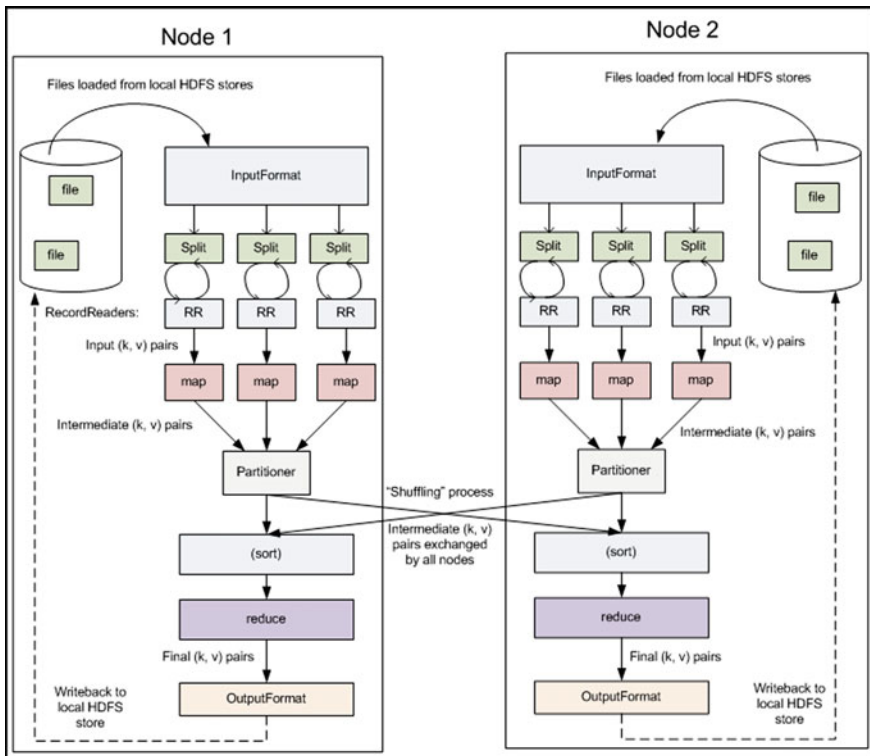 Node 1
Node 2
Files loaded from local HDFS stores
Files loaded from local HDFS stores
InputFormat
InputFormat
file
file
file
file
Split
Split
Split
Split
Split
Split
RecordReaders:
RR
RR
RR
RR
RR
RR
Input (k, v) pairs
Input (k, v) pairs
map
map
map
map
map
map
Intermediate (k, v) pairs
Intermediate (k, v) pairs
Partitioner
Partitioner
"Shuffling" process
Intermediate (k, v)
pairs exchanged
by all nodes
(sort)
(sort)
reduce
reduce
Final (k, v) pairs
Final (k, v) pairs
Writeback to
local HDFS
store
OutputFormat
OutputFormat
Writeback to
local HDFS
store